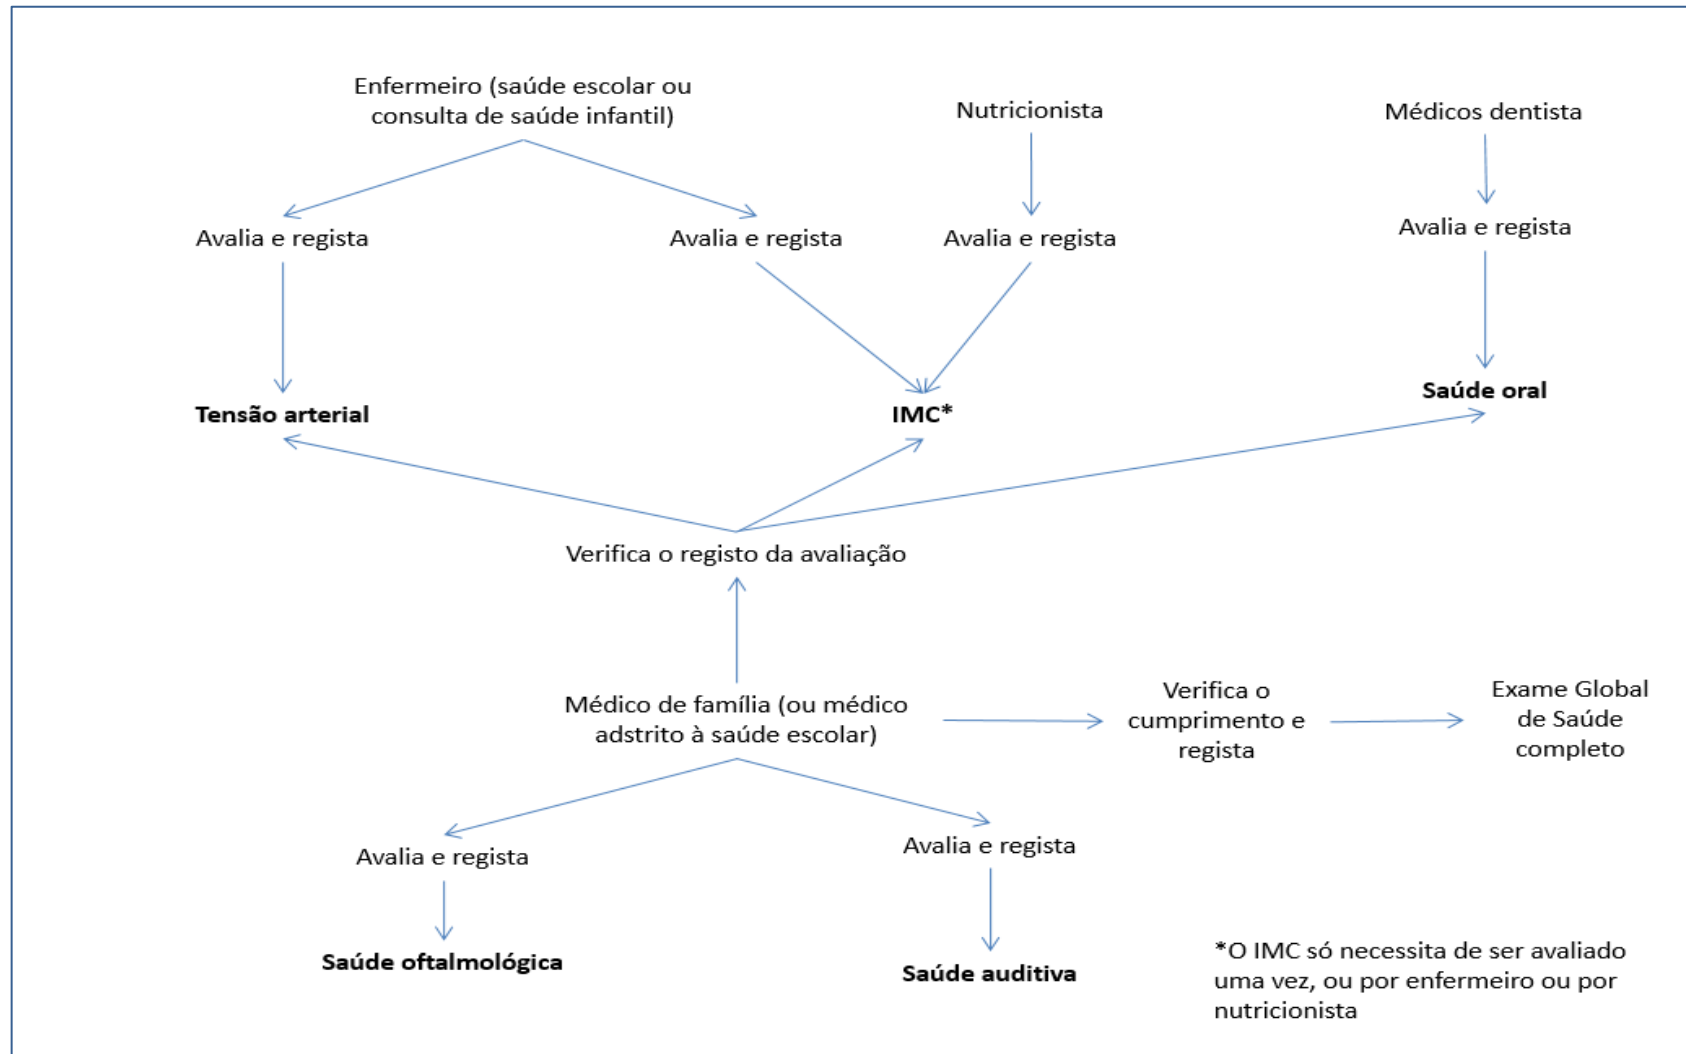 Enfermeiro (saúde escolar ou
consulta de saúde infantil)
Nutricionista
Médicos dentista
Avalia e regista
Avalia e regista
Avalia e regista
Avalia e regista
Tensão arterial
IMC*
Saúde oral
Verifica o registo da avaliação
Médico de família (ou médico
adstrito à saúde escolar)
Verifica o
cumprimento e
regista
Exame Global
de Saúde
completo
Avalia e regista
Avalia e regista
Saúde oftalmológica
Saúde auditiva
*O IMC só necessita de ser avaliado
uma vez, ou por enfermeiro ou por
nutricionista